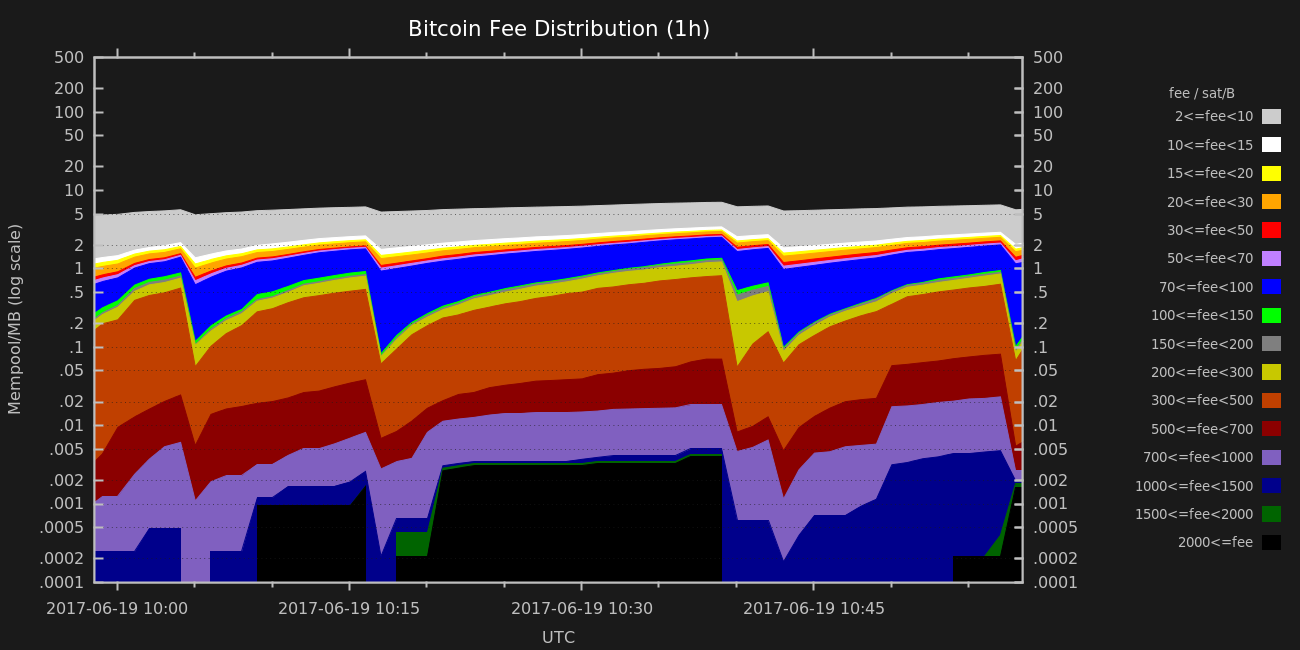 Bitcoin Fee Distribution (1h)
500 500
200 200
100 100
50 50
20 20
10 10
5 5
2 2
1 1
.5 .5
.2 .2
.1 .1
.05 .05
.02 .02
.01 .01
.005 .005
.002 .002
.001 .001
.0005 .0005
.0002 .0002
.0001 .0001
Mempool/MB (log scale)
2017-06-19 10:00 2017-06-19 10:15 2017-06-19 10:30 2017-06-19 10:45
UTC
fee / sat/B
2<=fee<10
10<=fee<15
15<=fee<20
20<=fee<30
30<=fee<50
50<=fee<70
70<=fee<100
100<=fee<150
150<=fee<200
200<=fee<300
300<=fee<500
500<=fee<700
700<=fee<1000
1000<=fee<1500
1500<=fee<2000
2000<=fee